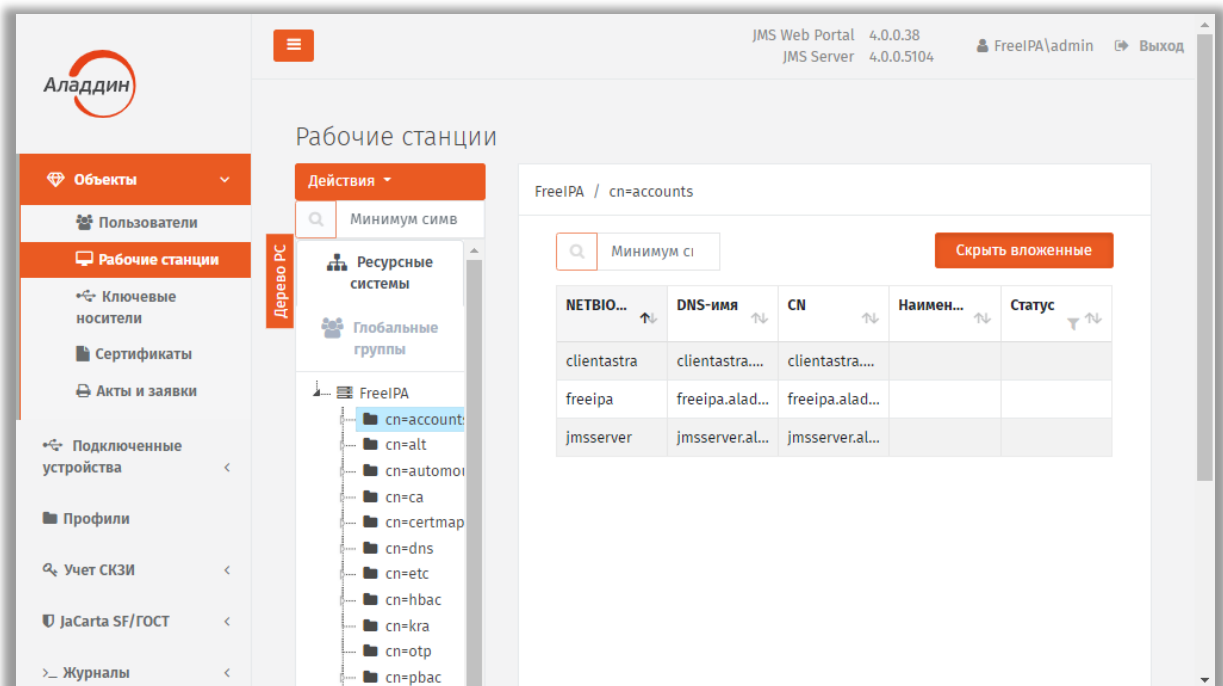 Аладдин
JMS Web Portal 4.0.0.38
JMS Server 4.0.0.5104
FreeIPA\admin
Выход
Объекты
Пользователи
Рабочие станции
Ключевые
носители
Сертификаты
Акты и заявки
Подключенные
устройства
Профили
Учет СКЗИ
JaCarta SF/ГОСТ
Журналы
Рабочие станции
Действия
Минимум симв
Дерево РС
Ресурсные
системы
Глобальные
группы
FreeIPA
cn=accounts
cn=alt
cn=automou
cn=ca
cn=certmap
cn=dns
cn=etc
cn=hbac
cn=kra
cn=otp
cn=pbac
FreeIPA / cn=accounts
Минимум си
Скрыть вложенные
NETBIO... DNS-имя CN Наимен... Статус
clientastra clientastra.... clientastra....
freeipa freeipa.alad... freeipa.alad...
jmsserver jmsserver.al... jmsserver.al...